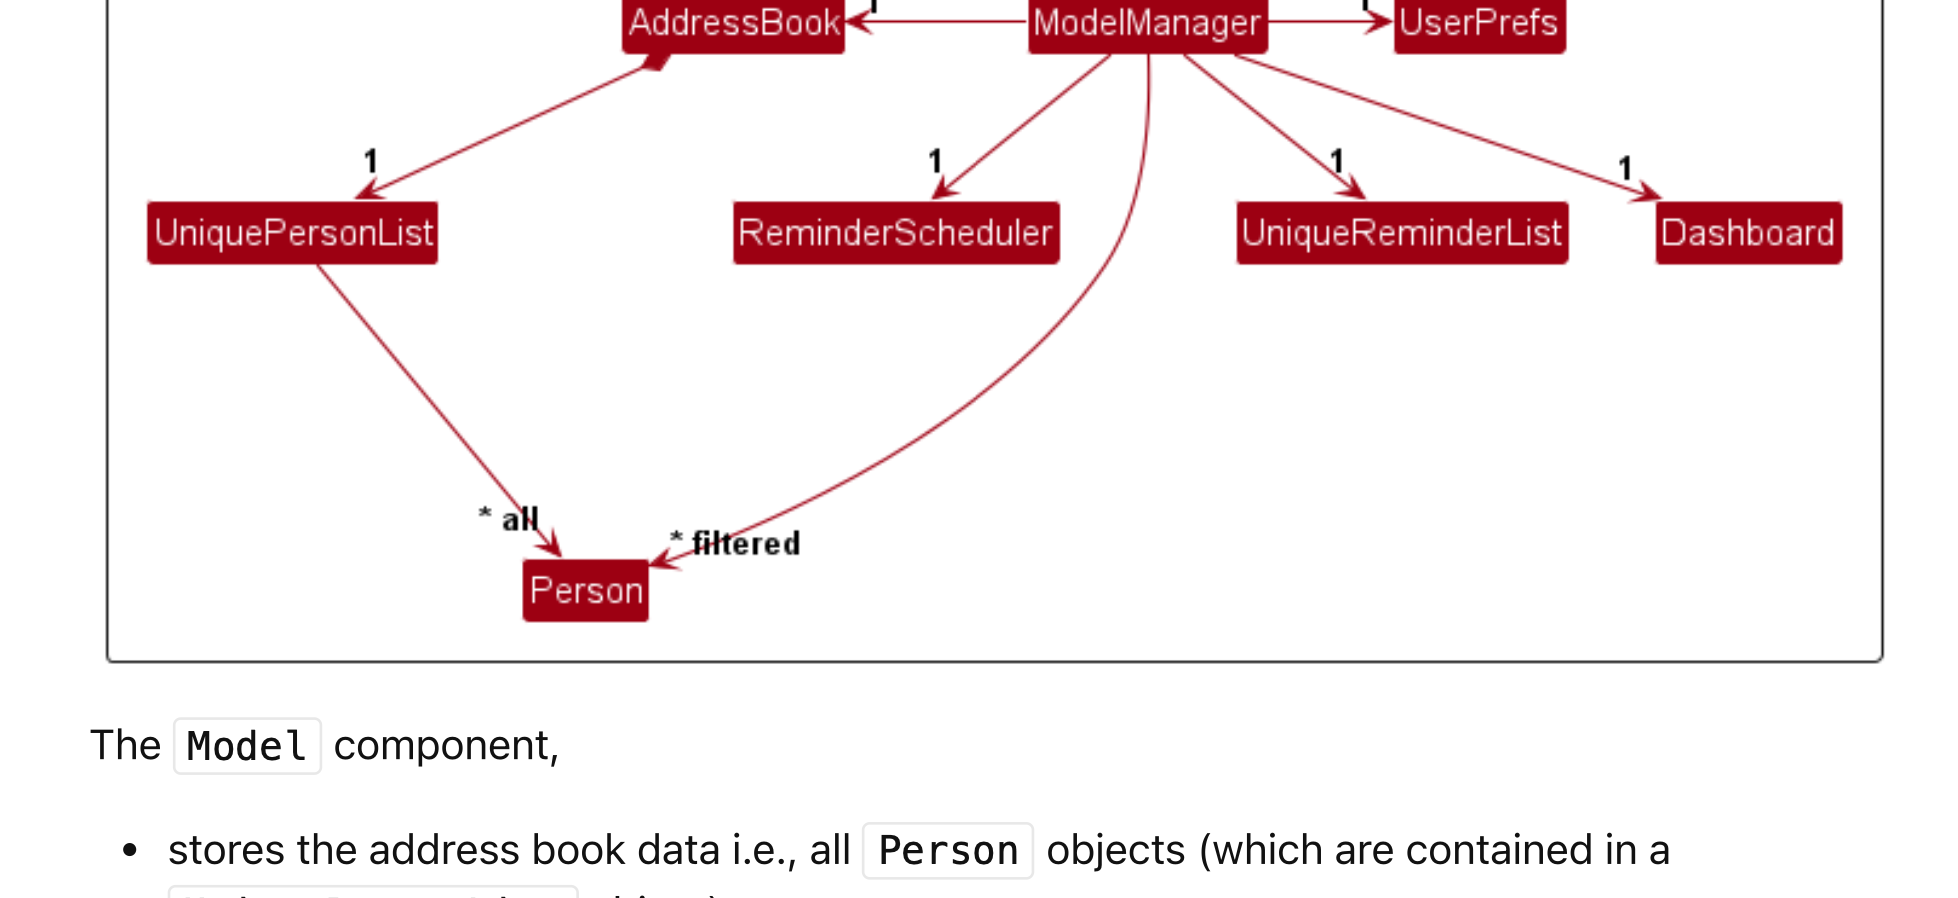 AddressBook ModelManager UserPrefs
1 1 1 1
UniquePersonList ReminderScheduler UniqueReminderList Dashboard
* all
* filtered
Person
The Model component,
• stores the address book data i.e., all Person objects (which are contained in a